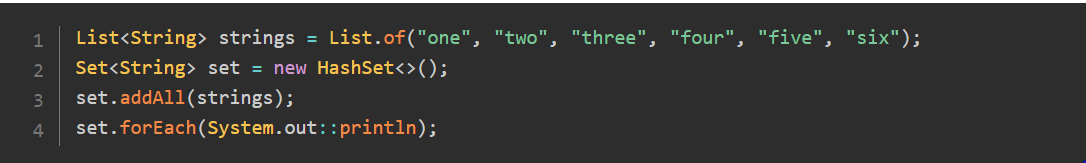 1 List<String> strings = List.of("one", "two", "three", "four", "five", "six");
2 Set<String> set = new HashSet<>();
3 set.addAll(strings);
4 set.forEach(System.out::println);